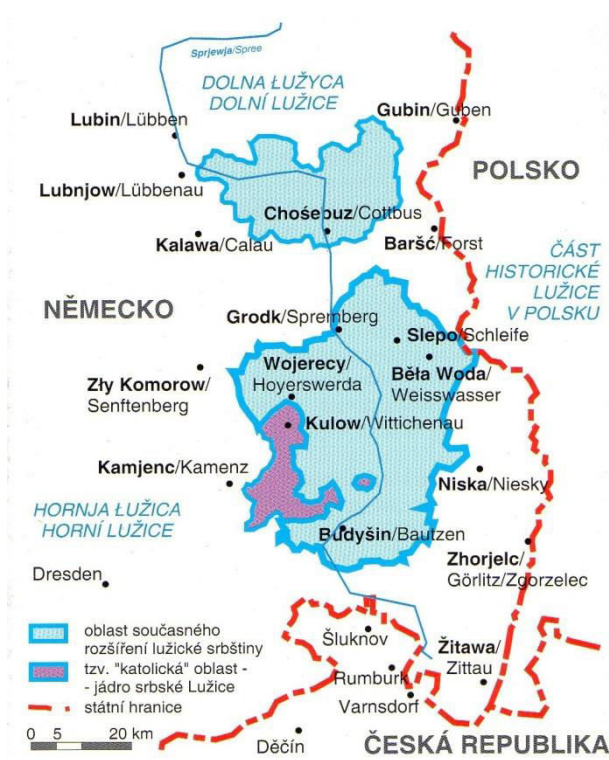 Sprjewja/Spree
DOLNA ŁUŽYCA
DOLNÍ LUŽICE
Gubin/Guben
Lubin/Lübben
POLSKO
Lubnjow/Lübbenau
Chośebuz/Cottbus
Kalawa/Calau
Baršć/Forst
ČÁST
HISTORICKÉ
LUŽICE
V POLSKU
NĚMECKO
Grodk/Spremberg
Slepo/Schleife
Wojerecy/
Hoyerswerda
Běła Woda/
Weisswasser
Zły Komorow/
Senftenberg
Kulow/Wittichenau
Kamjenc/Kamenz
Niska/Niesky
HORNJA ŁUŽICA
HORNÍ LUŽICE
Budyšin/Bautzen
Zhorjelc/
Görlitz/Zgorzelec
Dresden
oblast současného
rozšíření lužické srbštiny
tzv. "katolická" oblast -
- jádro srbské Lužice
státní hranice
0 5 20 km
Šluknov
Žitawa/
Zittau
Rumburk
Varnsdorf
Děčín
ČESKÁ REPUBLIKA